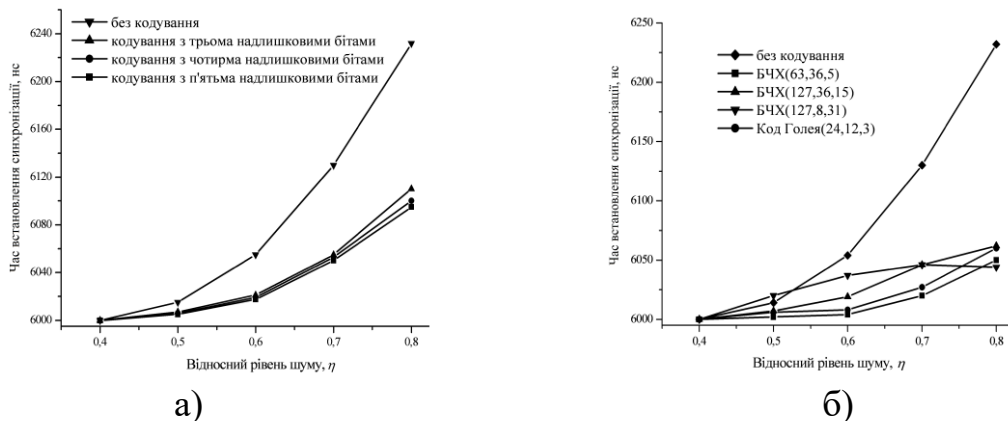 без кодування
кодування з трьома надлишковими бітами
кодування з чотирма надлишковими бітами
кодування з п'ятьма надлишковими бітами
Час встановлення синхронізації, нс
6240
6200
6160
6120
6080
6040
6000
0,4 0,5 0,6 0,7 0,8
Відносний рівень шуму, η
а)
без кодування
БЧХ(63,36,5)
БЧХ(127,36,15)
БЧХ(127,8,31)
Код Голея(24,12,3)
Час встановлення синхронізації, нс
6250
6200
6150
6100
6050
6000
0,4 0,5 0,6 0,7 0,8
Відносний рівень шуму, η
б)